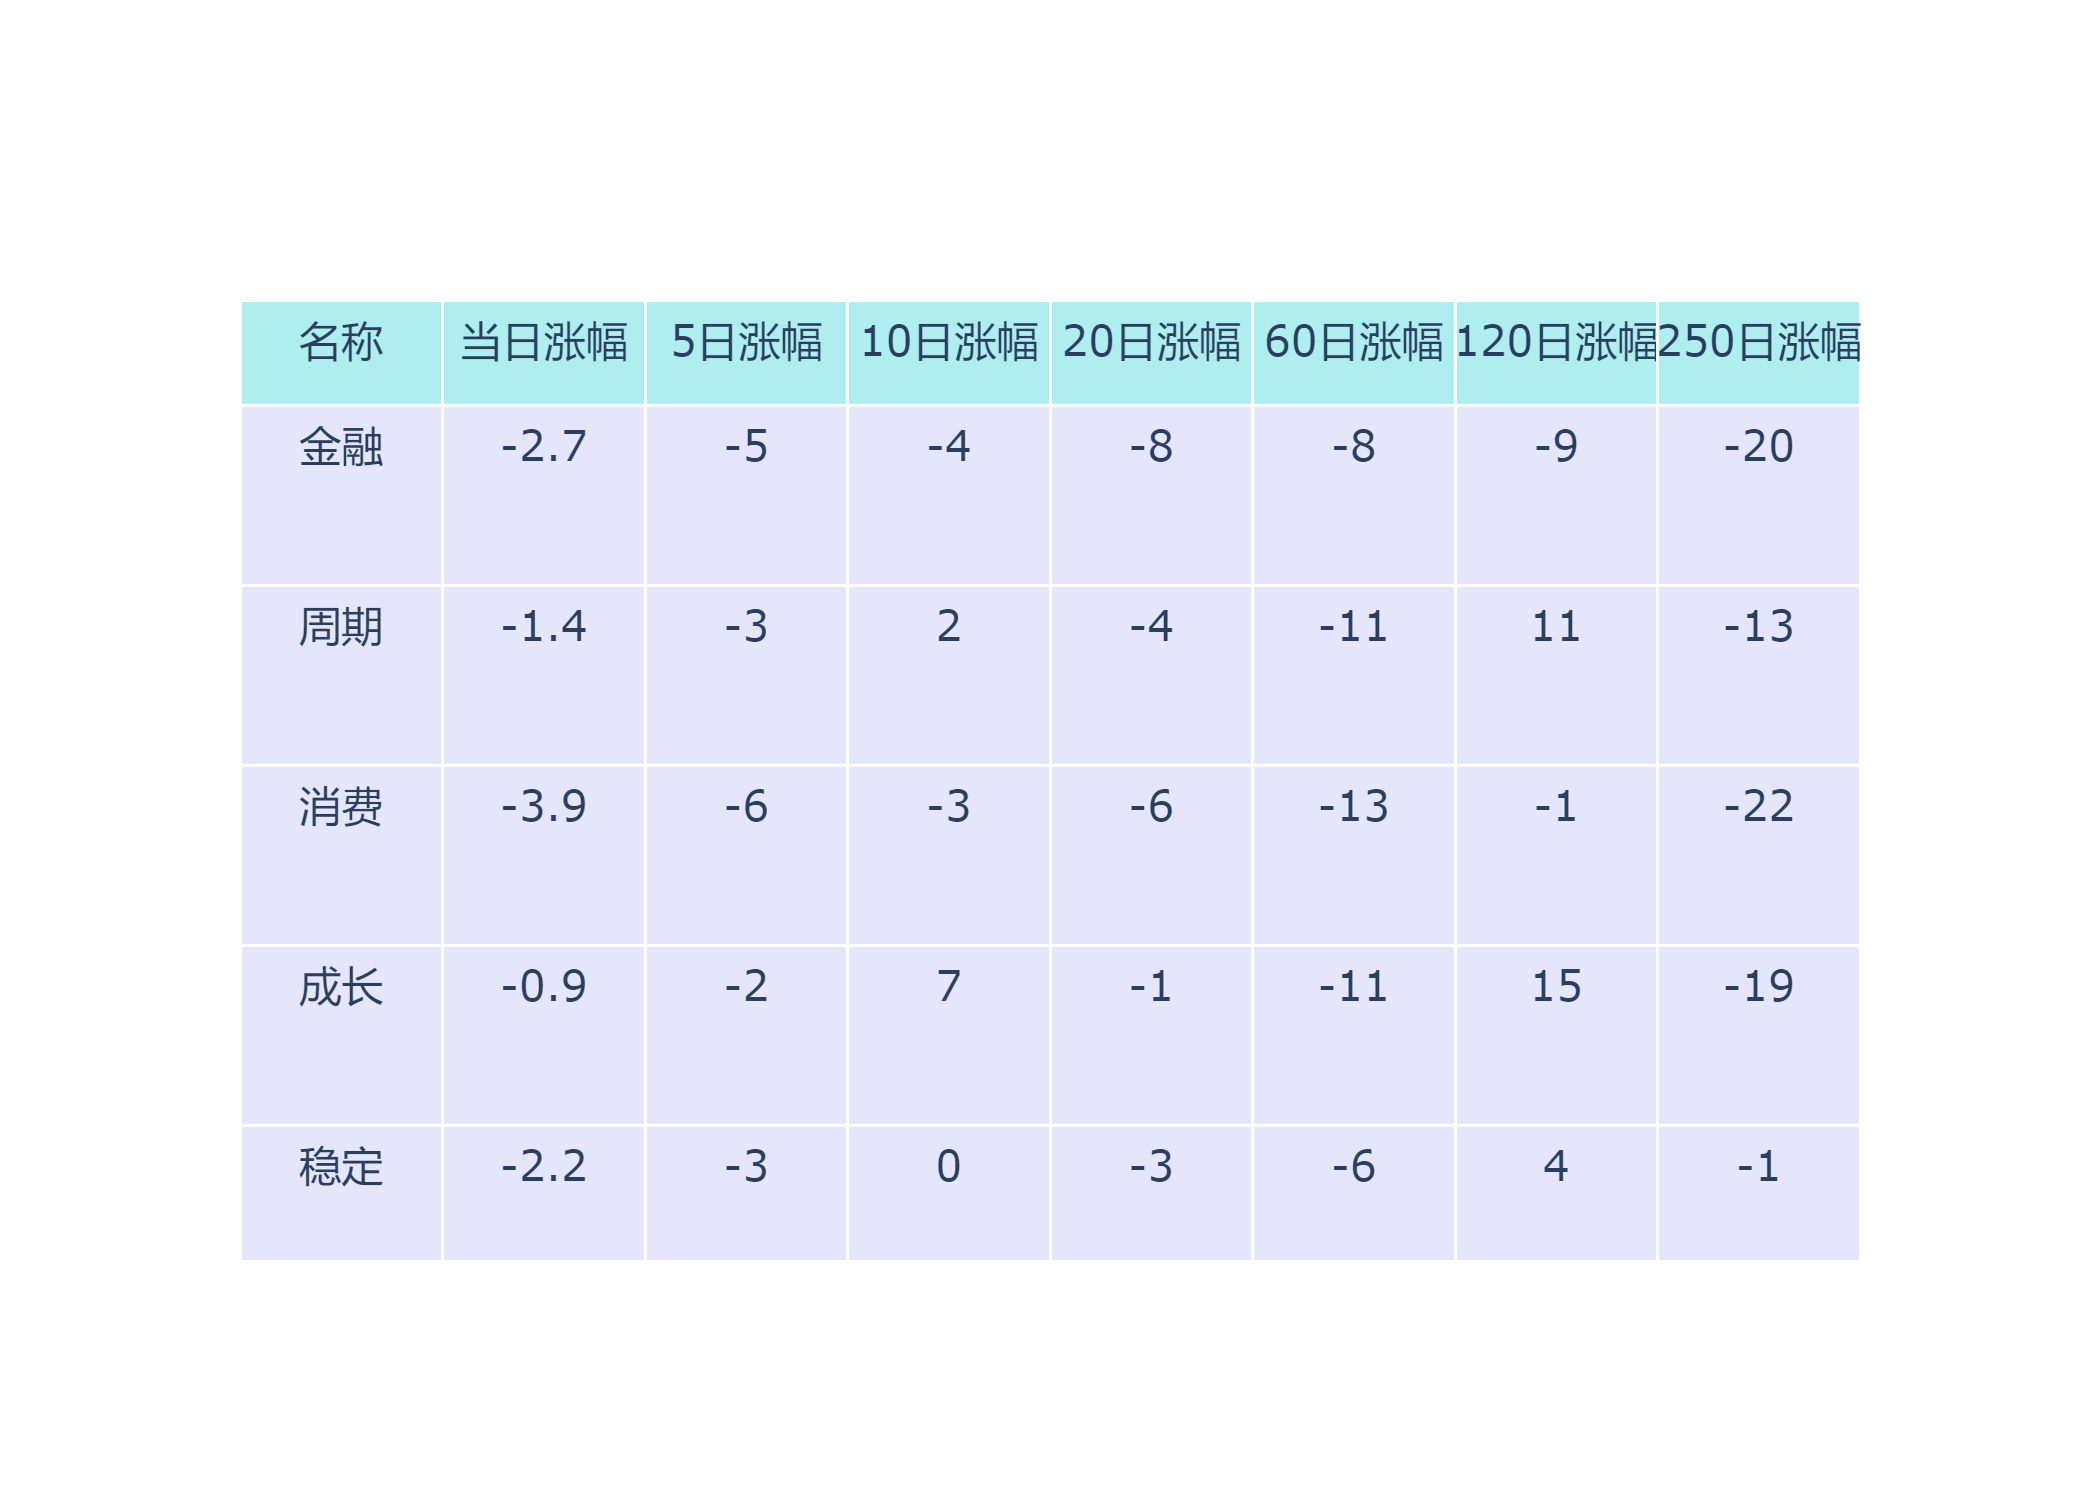 名称 当日涨幅 5日涨幅 10日涨幅 20日涨幅 60日涨幅 120日涨幅 250日涨幅
金融 -2.7 -5 -4 -8 -8 -9 -20
周期 -1.4 -3 2 -4 -11 11 -13
消费 -3.9 -6 -3 -6 -13 -1 -22
成长 -0.9 -2 7 -1 -11 15 -19
稳定 -2.2 -3 0 -3 -6 4 -1